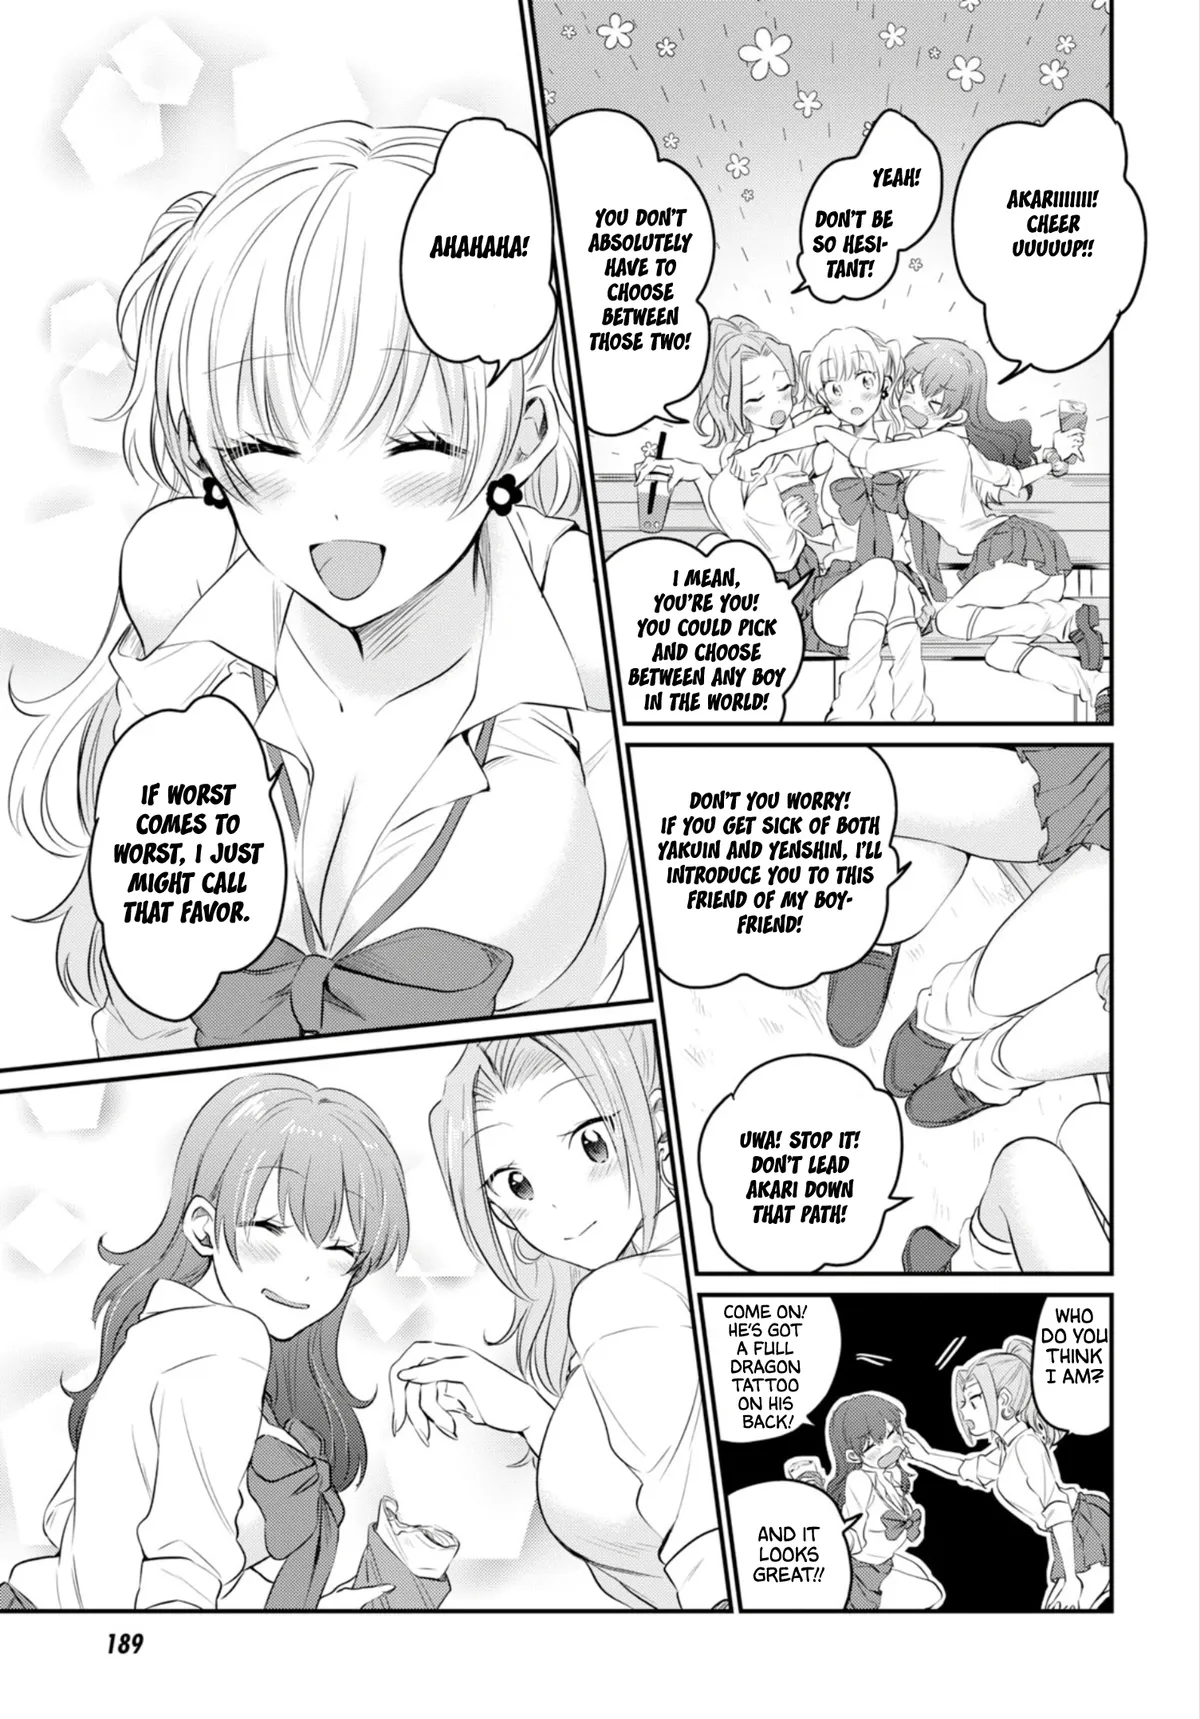 AKARIIIIIII!
CHEER
UUUUUP!!
YEAH!
DON'T BE
SO HESI-
TANT!
YOU DON'T
ABSOLUTELY
HAVE TO
CHOOSE
BETWEEN
THOSE TWO!
I MEAN,
YOU'RE YOU!
YOU COULD PICK
AND CHOOSE
BETWEEN ANY BOY
IN THE WORLD!
DON'T YOU WORRY!
IF YOU GET SICK OF BOTH
YAKUIN AND YENSHIN, I'LL
INTRODUCE YOU TO THIS
FRIEND OF MY BOY-
FRIEND!
UWA! STOP IT!
DON'T LEAD
AKARI DOWN
THAT PATH!
WHO
DO YOU
THINK
I AM?
COME ON!
HE'S GOT
A FULL
DRAGON
TATTOO
ON HIS
BACK!
AND IT
LOOKS
GREAT!!
AHAHAHA!
IF WORST
COMES TO
WORST, I JUST
MIGHT CALL
THAT FAVOR.
189